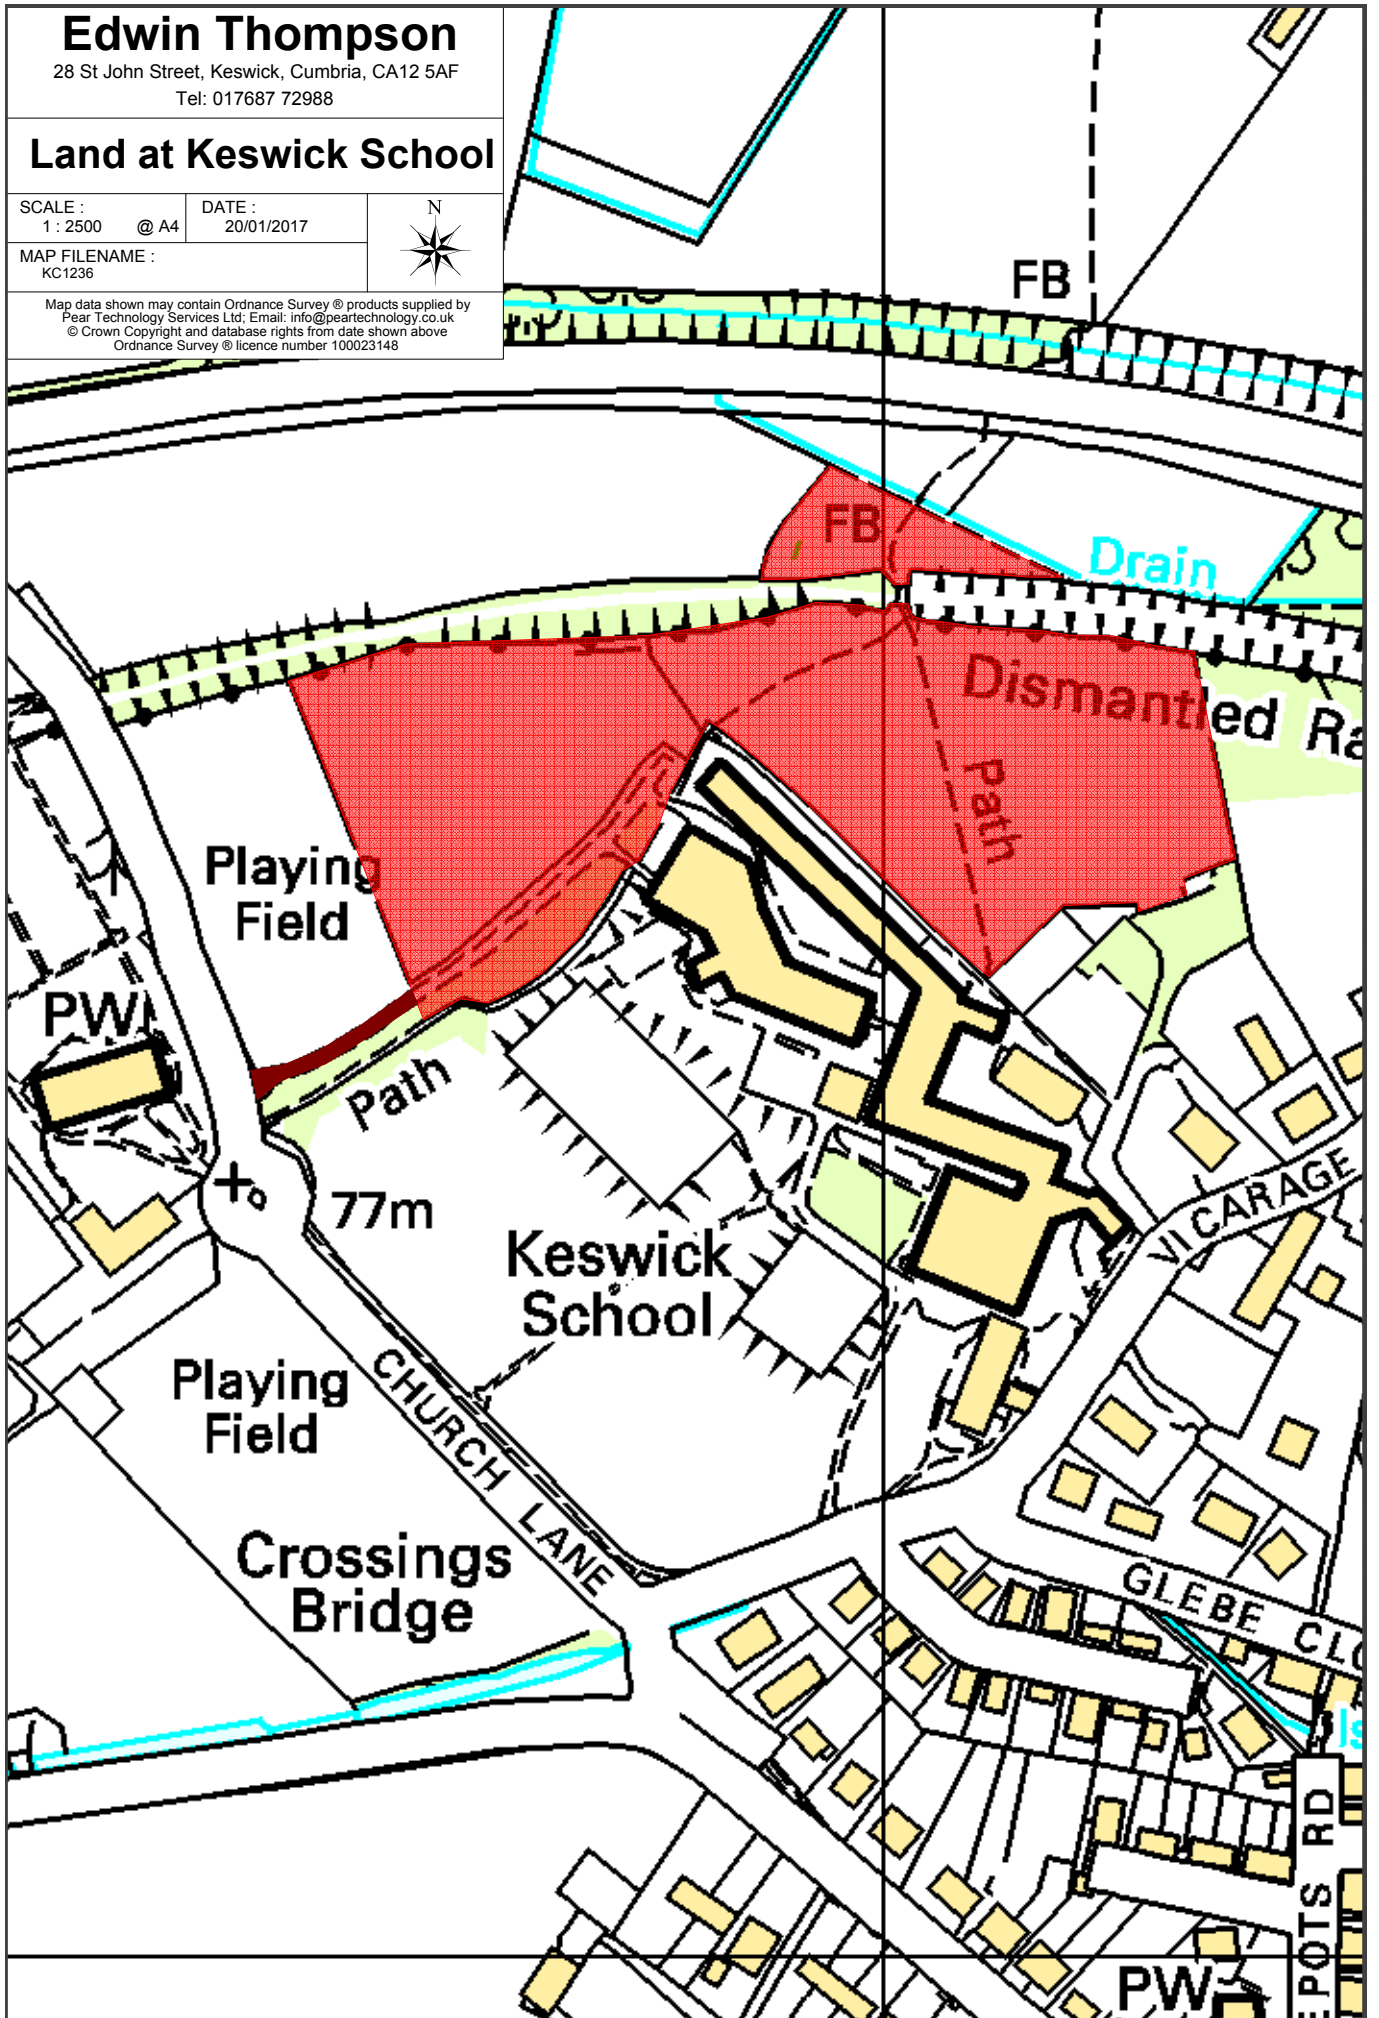 Edwin Thompson
28 St John Street, Keswick, Cumbria, CA12 5AF
Tel: 017687 72988
Land at Keswick School
SCALE :
1 : 2500 @ A4
DATE :
20/01/2017
N
MAP FILENAME :
KC1236
Map data shown may contain Ordnance Survey ® products supplied by
Pear Technology Services Ltd; Email: info@peartechnology.co.uk
© Crown Copyright and database rights from date shown above
Ordnance Survey ® licence number 100023148
FB
FB
Drain
Dismantled Ra
Path
Playing
Field
PW
Path
77m
VICARAGE
Keswick
School
Playing
Field
CHURCH LANE
Crossings
Bridge
GLEBE CLO
Is
EPOTS RD
PW